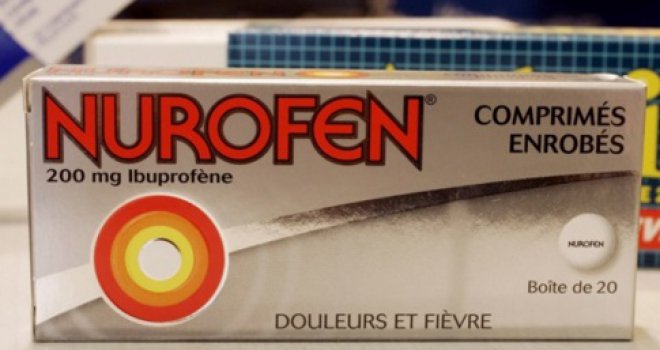 NUROFEN®
200 mg Ibuprofène
COMPRIMÉS
ENROBÉS
NUROFEN
Boîte de 20
DOULEURS ET FIÈVRE